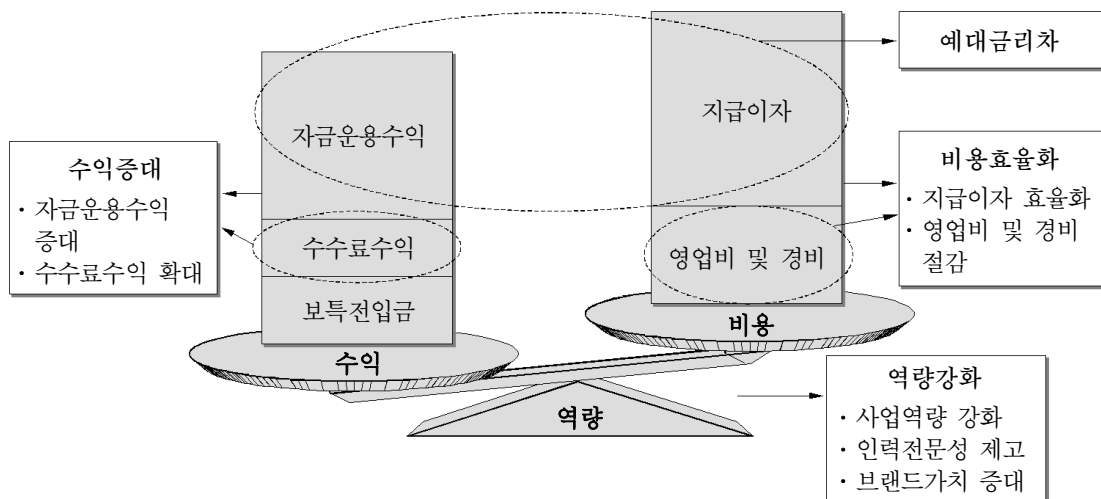 예대금리차
지급이자
자금운용수익
수익증대
· 자금운용수익
증대
· 수수료수익 확대
비용효율화
· 지급이자 효율화
· 영업비 및 경비
절감
수수료수익
영업비 및 경비
보특전입금
비용
수익
역량
역량강화
· 사업역량 강화
· 인력전문성 제고
· 브랜드가치 증대